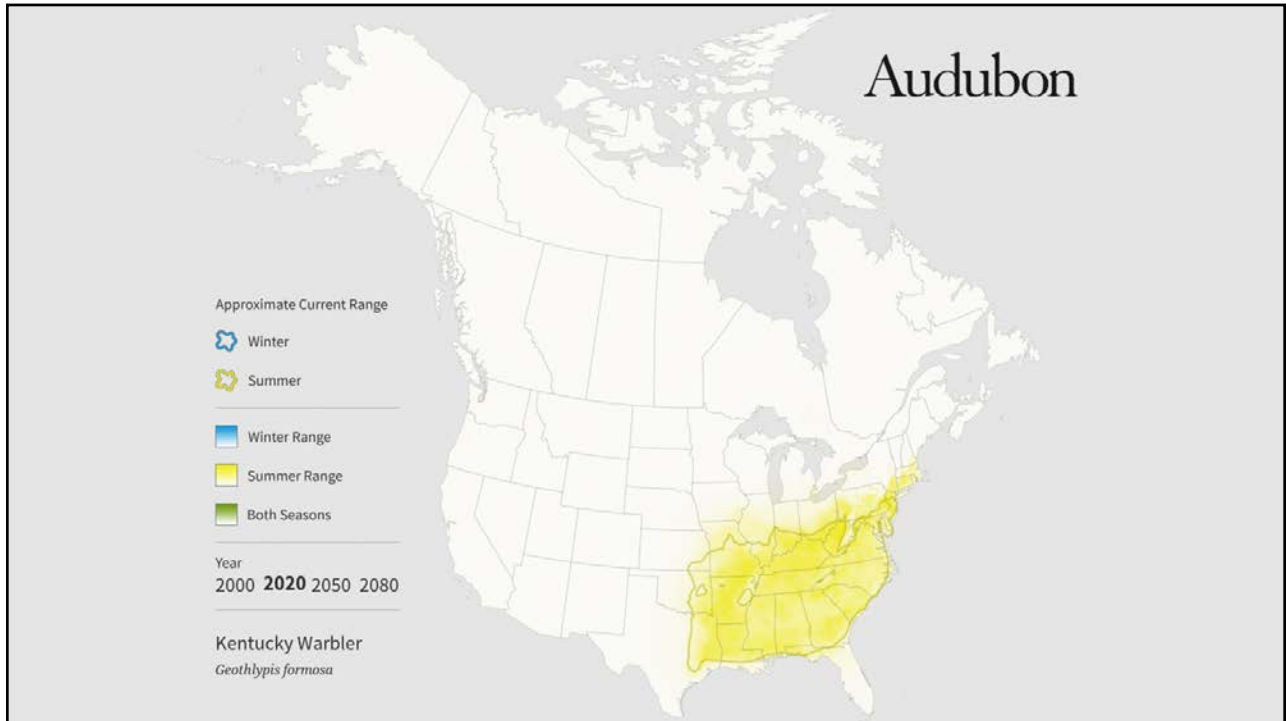 Audubon
Approximate Current Range
Winter
Summer
Winter Range
Summer Range
Both Seasons
Year
2000 2020 2050 2080
Kentucky Warbler
Geothlypis formosa